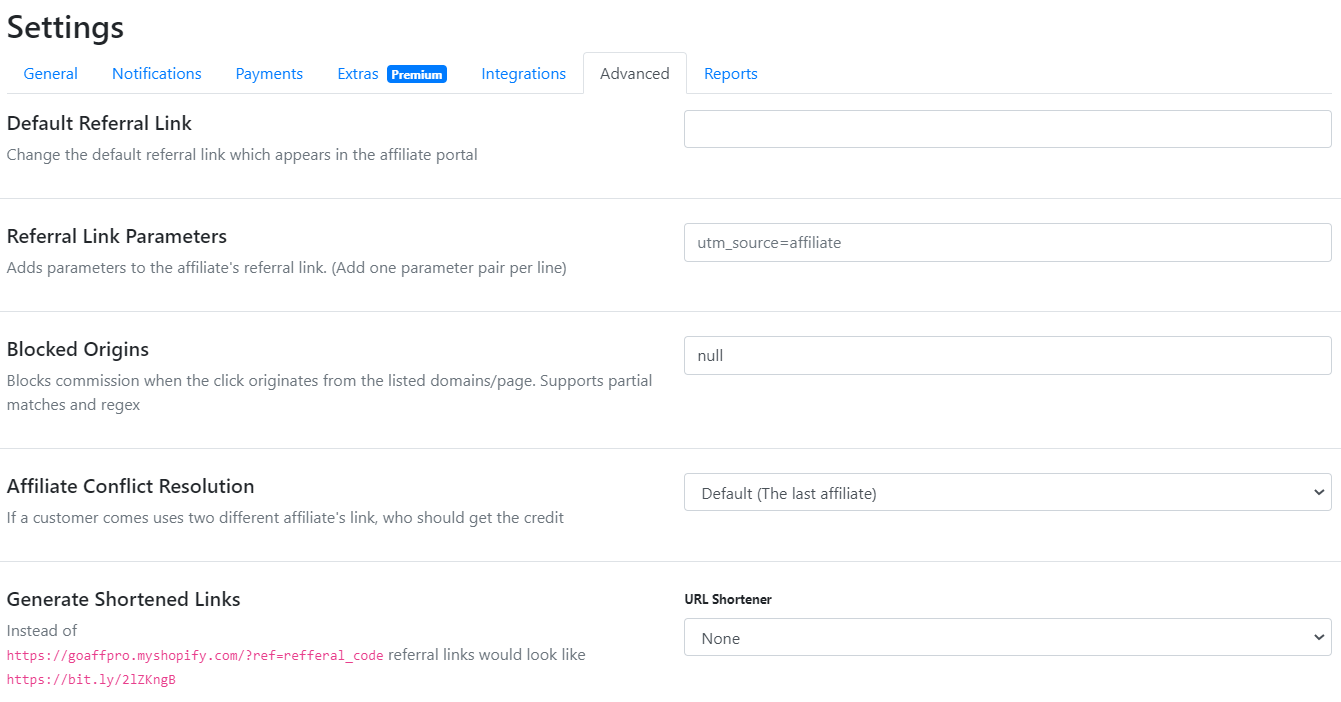 Settings
General Notifications Payments Extras Premium Integrations Advanced Reports
Default Referral Link
Change the default referral link which appears in the affiliate portal
Referral Link Parameters
utm_source=affiliate
Adds parameters to the affiliate's referral link. (Add one parameter pair per line)
Blocked Origins
null
Blocks commission when the click originates from the listed domains/page. Supports partial
matches and regex
Affiliate Conflict Resolution
Default (The last affiliate)
If a customer comes uses two different affiliate's link, who should get the credit
Generate Shortened Links
URL Shortener
Instead of
None
https://goaffpro.myshopify.com/?ref=refferal_code referral links would look like
https://bit.ly/2lZKngB